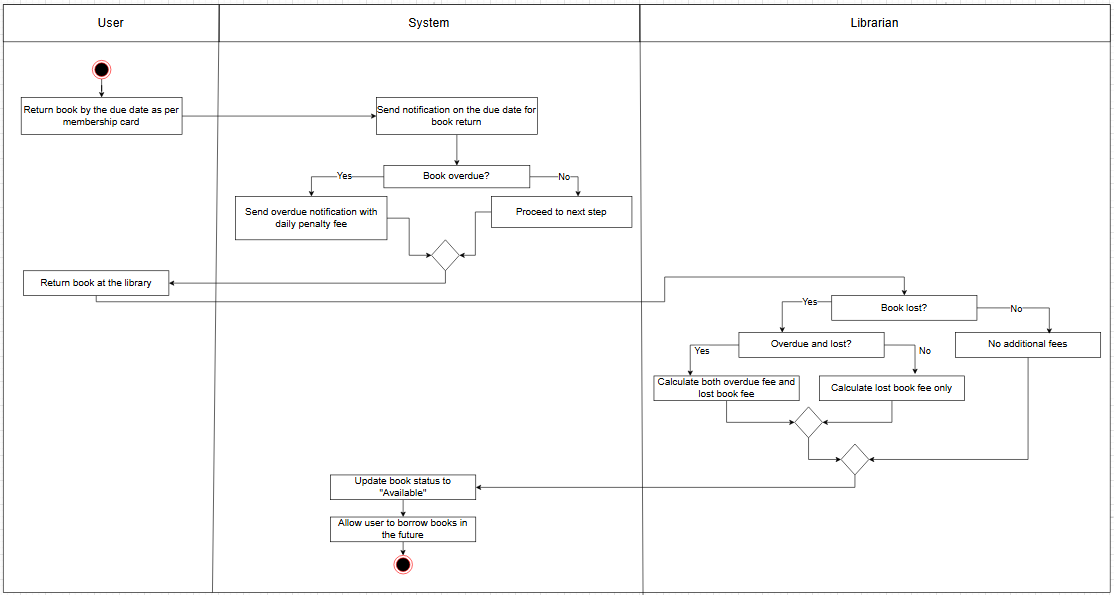 User
System
Librarian
Return book by the due date as per
membership card
Send notification on the due date for
book return
Book overdue?
Yes
No
Send overdue notification with
daily penalty fee
Proceed to next step
Return book at the library
Book lost?
Yes
No
Overdue and lost?
No additional fees
Yes
No
Calculate both overdue fee and
lost book fee
Calculate lost book fee only
Update book status to
"Available"
Allow user to borrow books in
the future